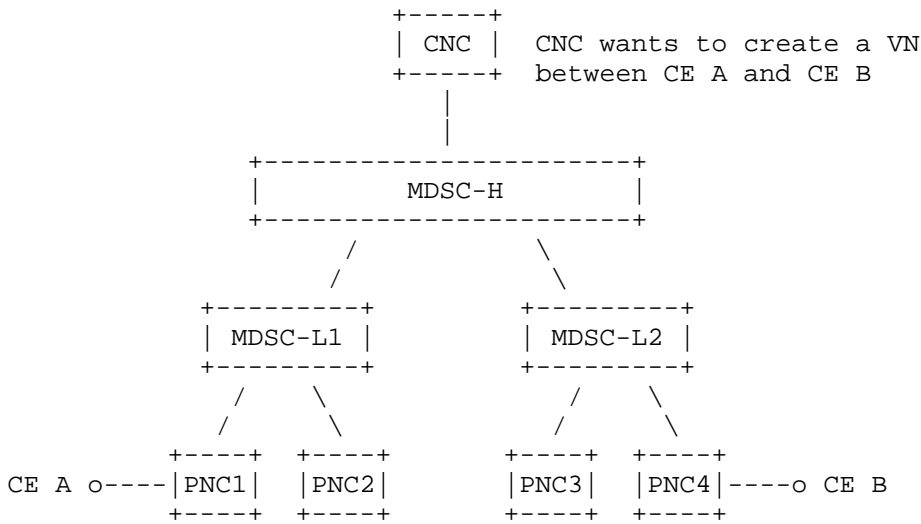 CNC CNC wants to create a VN
between CE A and CE B
MDSC-H
MDSC-L1 MDSC-L2
CE A o----|PNC1| |PNC2| |PNC3| |PNC4|----o CE B